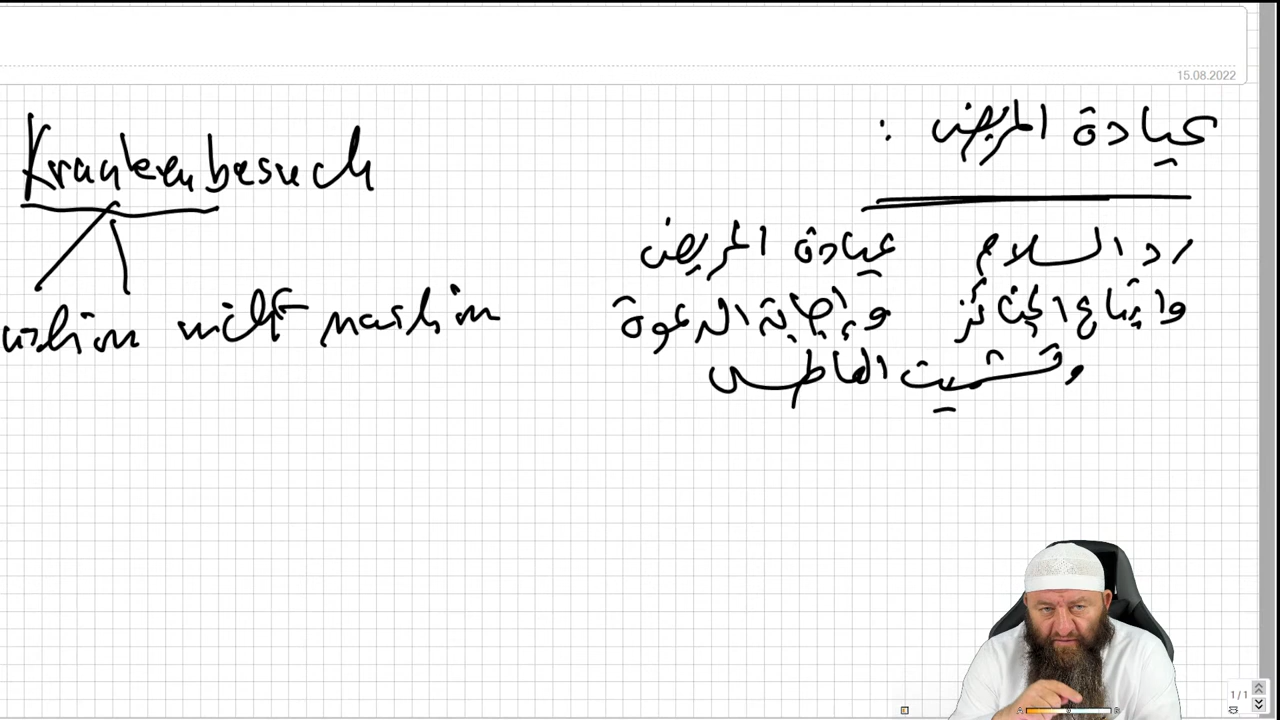 15.08.2022
Krankenbesuch
muslim nicht muslim
عيادة المريض :
رد السلام عيادة المريض
واتباع الجنائز وإجابة الدعوة
وتشميت العاطس
1/1